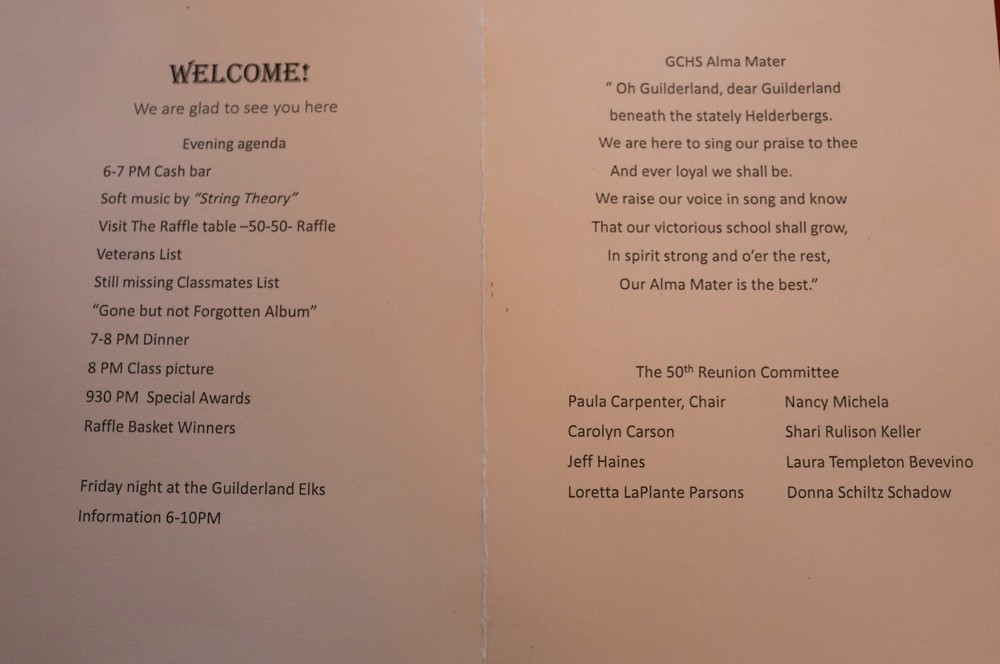 WELCOME!
We are glad to see you here
Evening agenda
6-7 PM Cash bar
Soft music by “String Theory”
Visit The Raffle table –50-50- Raffle
Veterans List
Still missing Classmates List
“Gone but not Forgotten Album”
7-8 PM Dinner
8 PM Class picture
930 PM  Special Awards
Raffle Basket Winners
Friday night at the Guilderland Elks
Information 6-10PM
GCHS Alma Mater
“ Oh Guilderland, dear Guilderland
beneath the stately Helderbergs.
We are here to sing our praise to thee
And ever loyal we shall be.
We raise our voice in song and know
That our victorious school shall grow,
In spirit strong and o’er the rest,
Our Alma Mater is the best.”
The 50th Reunion Committee
Paula Carpenter, Chair
Carolyn Carson
Jeff Haines
Loretta LaPlante Parsons
Nancy Michela
Shari Rulison Keller
Laura Templeton Bevevino
Donna Schiltz Schadow